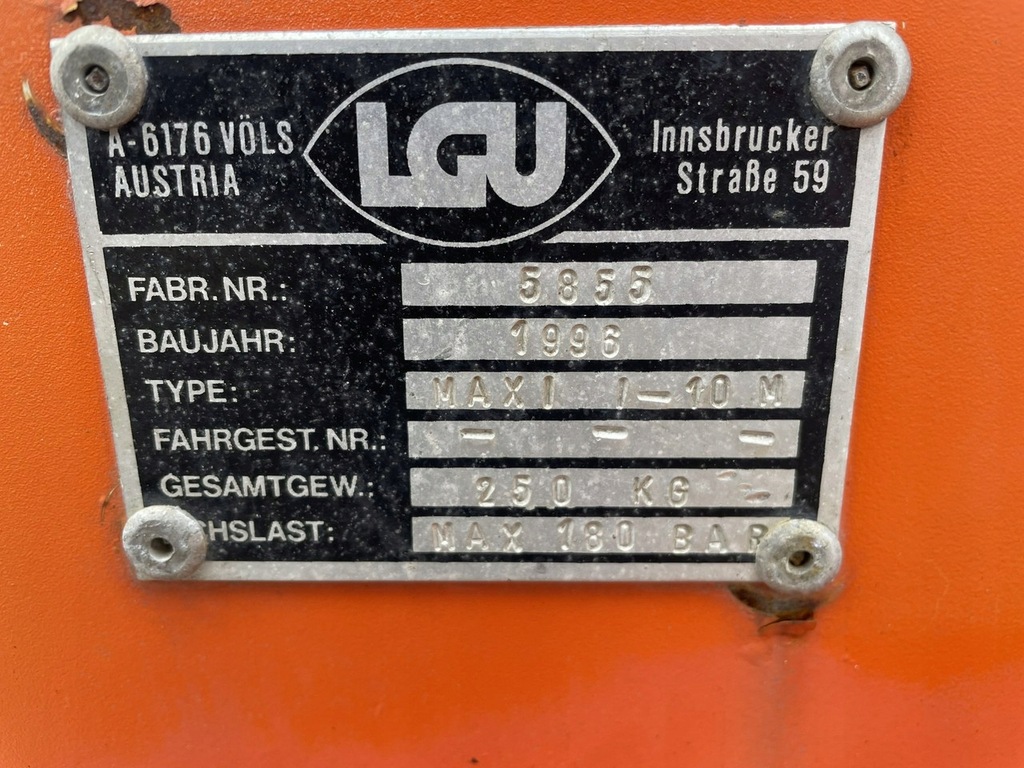 A-6176 VÖLS
AUSTRIA
LGU
Innsbrucker
Straße 59
FABR. NR.: 5855
BAUJAHR: 1996
TYPE: MAXI 1-10 M
FAHRGEST. NR.: - - -
GESAMTGEW.: 250 KG -
MAX 180 BAR